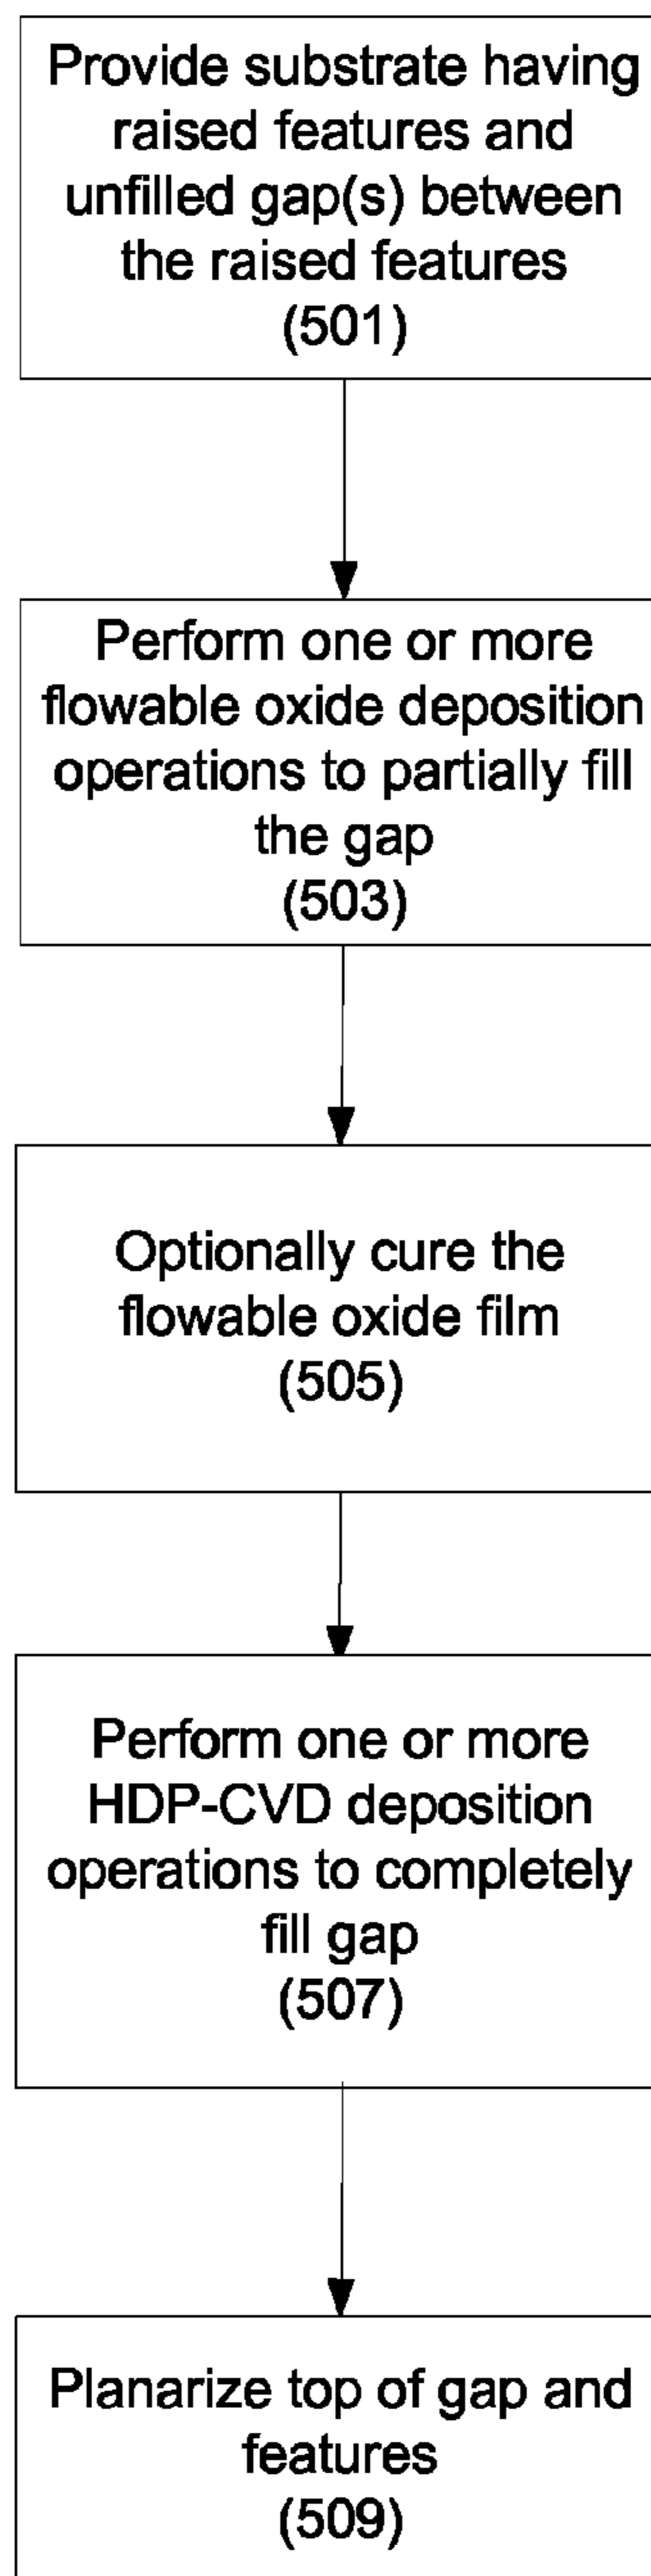 Provide substrate having
raised features and
unfilled gap(s) between
the raised features
(501)
Perform one or more
flowable oxide deposition
operations to partially fill
the gap
(503)
Optionally cure the
flowable oxide film
(505)
Perform one or more
HDP-CVD deposition
operations to completely
fill gap
(507)
Planarize top of gap and
features
(509)